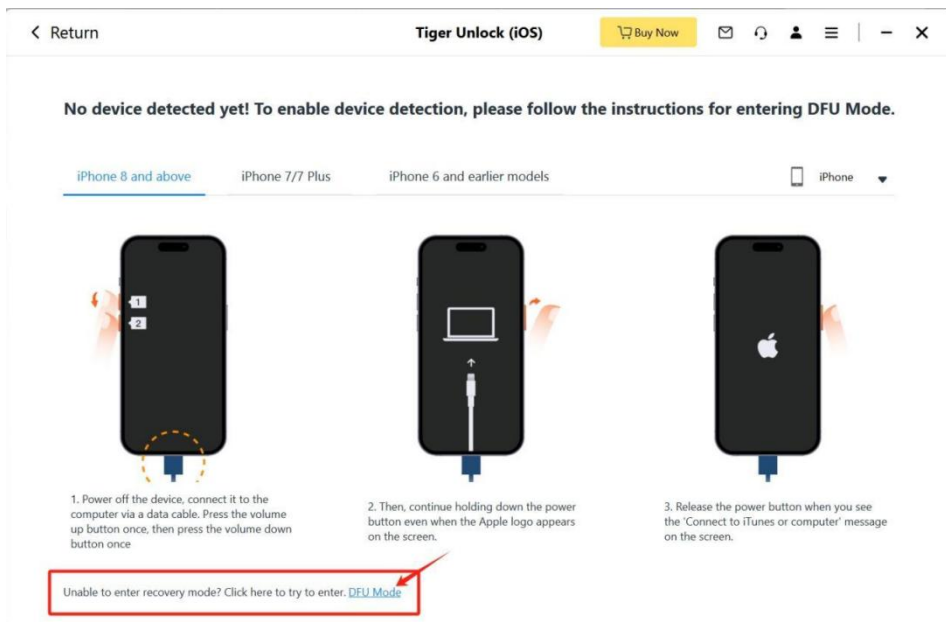 Return
Tiger Unlock (iOS)
Buy Now
No device detected yet! To enable device detection, please follow the instructions for entering DFU Mode.
iPhone 8 and above
iPhone 7/7 Plus
iPhone 6 and earlier models
iPhone
1
2
1. Power off the device, connect it to the
computer via a data cable. Press the volume
up button once, then press the volume down
button once
2. Then, continue holding down the power
button even when the Apple logo appears
on the screen.
3. Release the power button when you see
the 'Connect to iTunes or computer' message
on the screen.
Unable to enter recovery mode? Click here to try to enter. DFU Mode